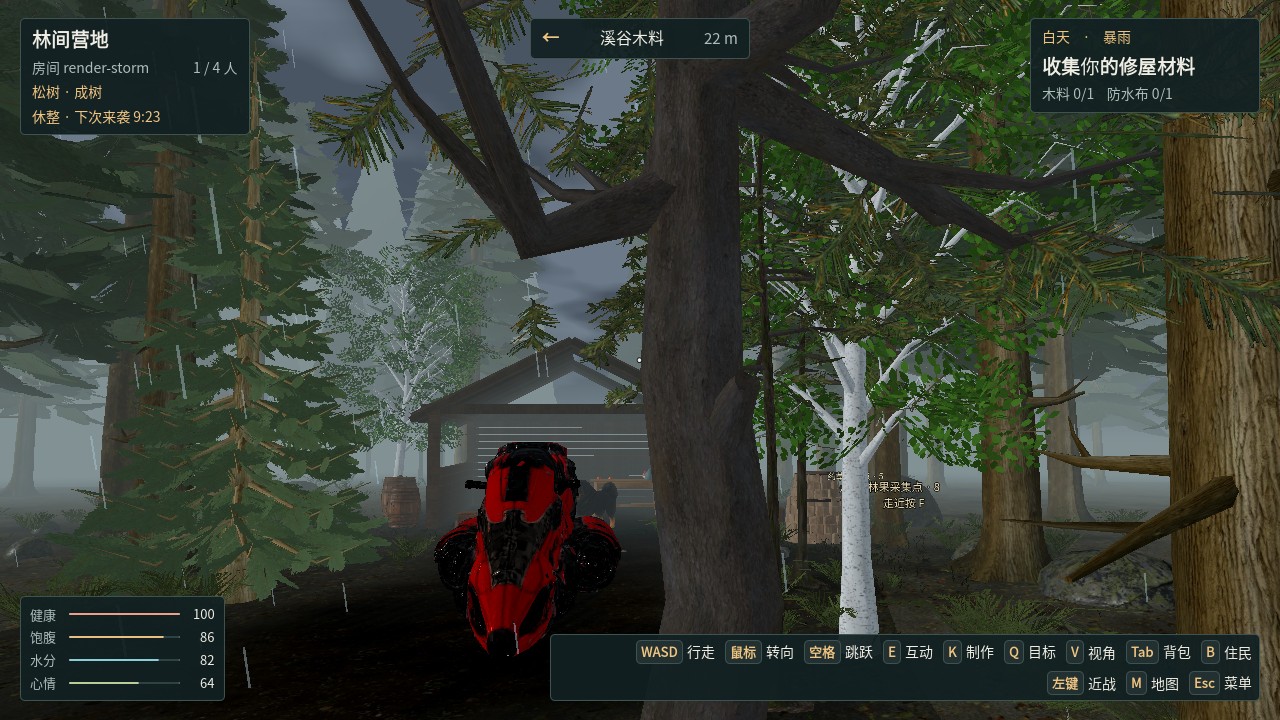 林间营地
房间 render-storm 1 / 4 人
松树 · 成树
休整 · 下次来袭 9:23
← 溪谷木料 22 m
白天 · 暴雨
收集你的修屋材料
木料 0/1 防水布 0/1
林果采集点 · 8
走近按 F
健康 100
饱腹 86
水分 82
心情 64
WASD 行走 鼠标 转向 空格 跳跃 E 互动 K 制作 Q 目标 V 视角 Tab 背包 B 住民
左键 近战 M 地图 Esc 菜单